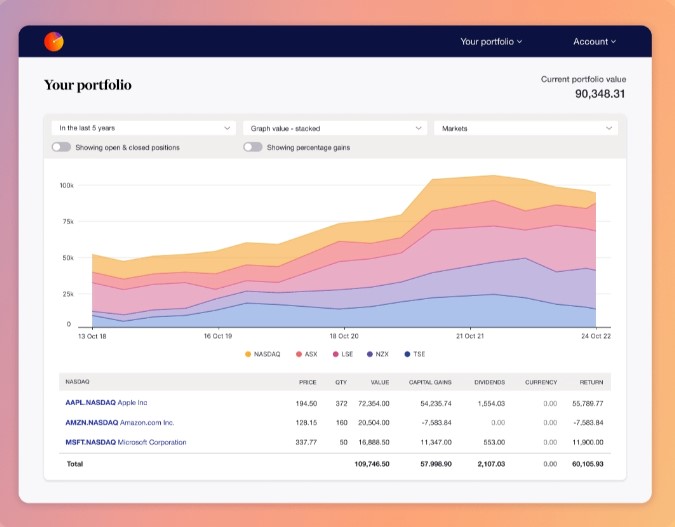 Your portfolio Account
Your portfolio
Current portfolio value
90,348.31
In the last 5 years Graph value - stacked Markets
Showing open & closed positions Showing percentage gains
100k
75k
50k
25k
0
13 Oct 18 16 Oct 19 18 Oct 20 21 Oct 21 24 Oct 22
NASDAQ ASX LSE NZX TSE
NASDAQ PRICE QTY VALUE CAPITAL GAINS DIVIDENDS CURRENCY RETURN
AAPL.NASDAQ Apple Inc 194.50 372 72,354.00 54,235.74 1,554.03 0.00 55,789.77
AMZN.NASDAQ Amazon.com Inc. 128.15 160 20,504.00 -7,583.84 0.00 0.00 -7,583.84
MSFT.NASDAQ Microsoft Corporation 337.77 50 16,888.50 11,347.00 553.00 0.00 11,900.00
Total 109,746.50 57,998.90 2,107.03 0.00 60,105.93